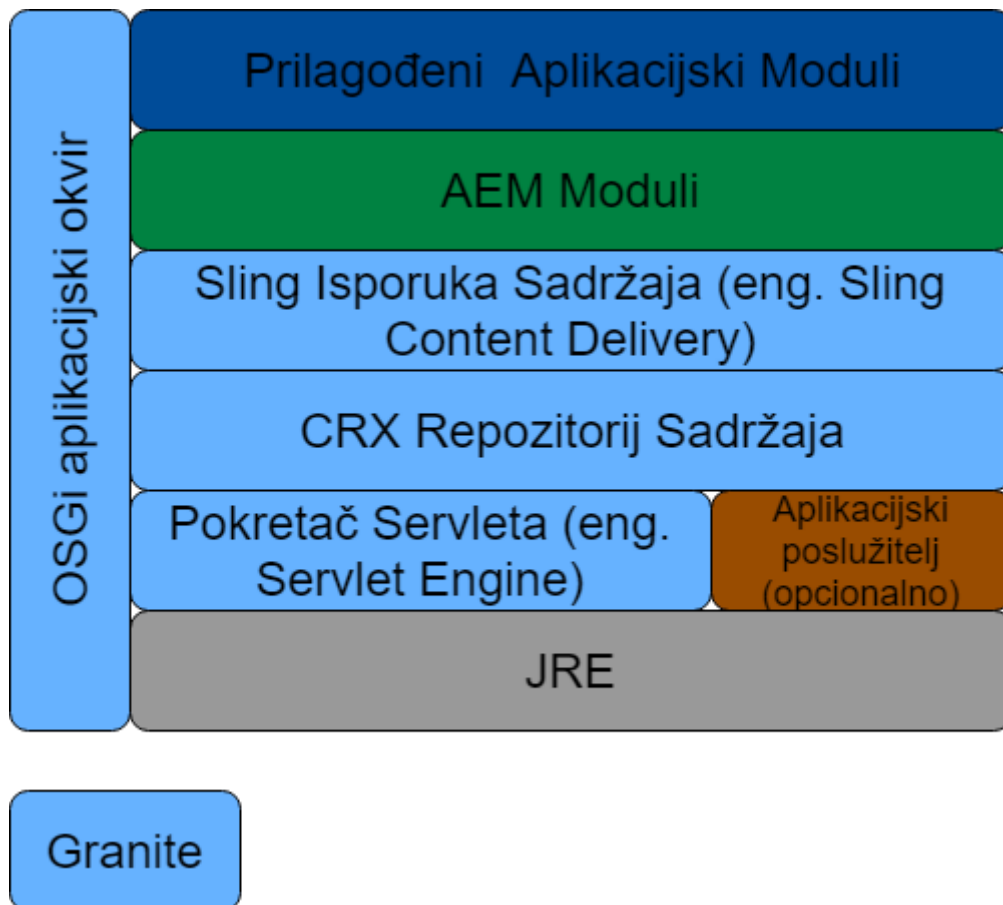 OSGi aplikacijski okvir
Prilagođeni Aplikacijski Moduli
AEM Moduli
Sling Isporuka Sadržaja (eng. Sling
Content Delivery)
CRX Repozitorij Sadržaja
Pokretač Servleta (eng.
Servlet Engine)
Aplikacijski
poslužitelj
(opcionalno)
JRE
Granite